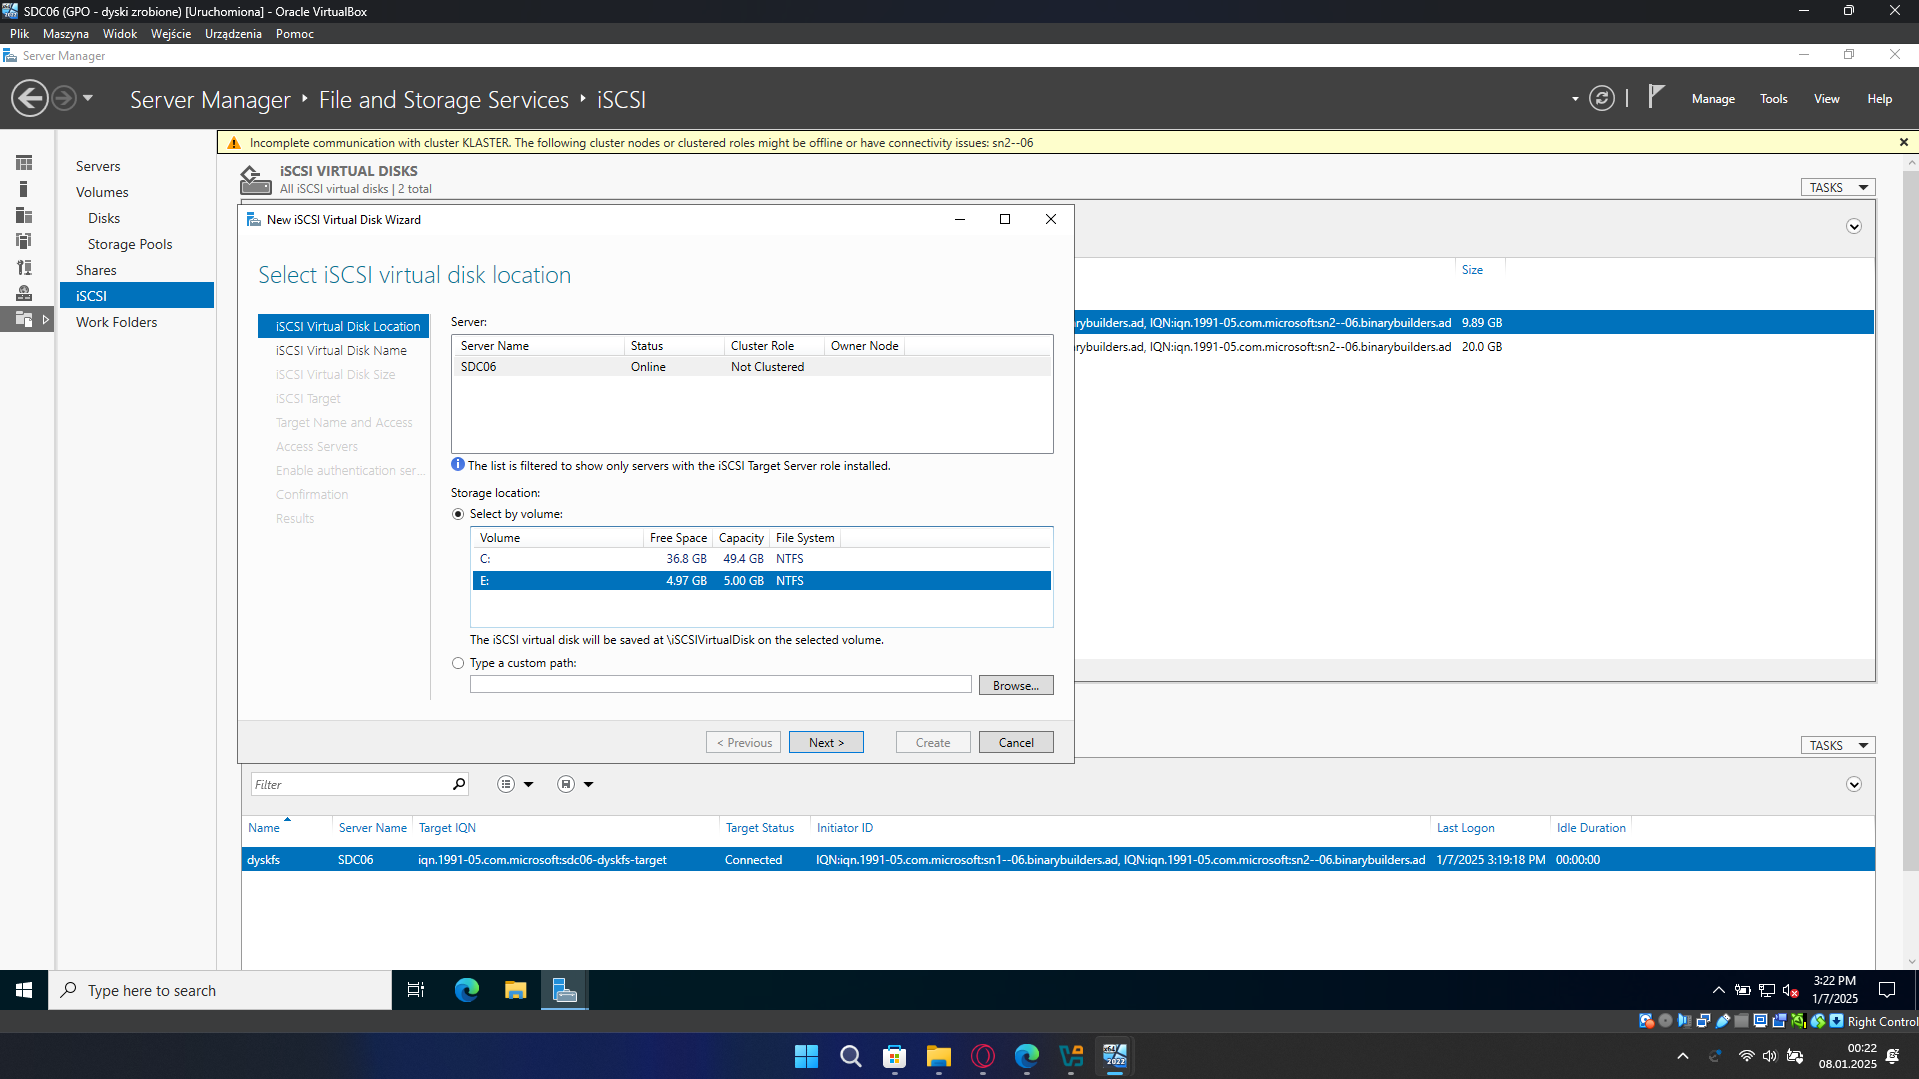 SDC06 (GPO - dyski zrobione) [Uruchomiona] - Oracle VirtualBox
Plik Maszyna Widok Wejście Urządzenia Pomoc
Server Manager
Server Manager File and Storage Services iSCSI
Manage Tools View Help
Incomplete communication with cluster KLASTER. The following cluster nodes or clustered roles might be offline or have connectivity issues: sn2--06
Servers
Volumes
Disks
Storage Pools
Shares
iSCSI
Work Folders
iSCSI VIRTUAL DISKS
All iSCSI virtual disks | 2 total
TASKS
Size
rybuilders.ad, IQN:iqn.1991-05.com.microsoft:sn2--06.binarybuilders.ad 9.89 GB
rybuilders.ad, IQN:iqn.1991-05.com.microsoft:sn2--06.binarybuilders.ad 20.0 GB
New iSCSI Virtual Disk Wizard
Select iSCSI virtual disk location
iSCSI Virtual Disk Location
iSCSI Virtual Disk Name
iSCSI Virtual Disk Size
iSCSI Target
Target Name and Access
Access Servers
Enable authentication ser...
Confirmation
Results
Server:
Server Name Status Cluster Role Owner Node
SDC06 Online Not Clustered
The list is filtered to show only servers with the iSCSI Target Server role installed.
Storage location:
Select by volume:
Volume Free Space Capacity File System
C: 36.8 GB 49.4 GB NTFS
E: 4.97 GB 5.00 GB NTFS
The iSCSI virtual disk will be saved at \iSCSIVirtualDisk on the selected volume.
Type a custom path:
Browse...
< Previous Next > Create Cancel
TASKS
Filter
Name Server Name Target IQN Target Status Initiator ID Last Logon Idle Duration
dyskfs SDC06 iqn.1991-05.com.microsoft:sdc06-dyskfs-target Connected IQN:iqn.1991-05.com.microsoft:sn1--06.binarybuilders.ad, IQN:iqn.1991-05.com.microsoft:sn2--06.binarybuilders.ad 1/7/2025 3:19:18 PM 00:00:00
Type here to search
3:22 PM
1/7/2025
Right Control
00:22
08.01.2025